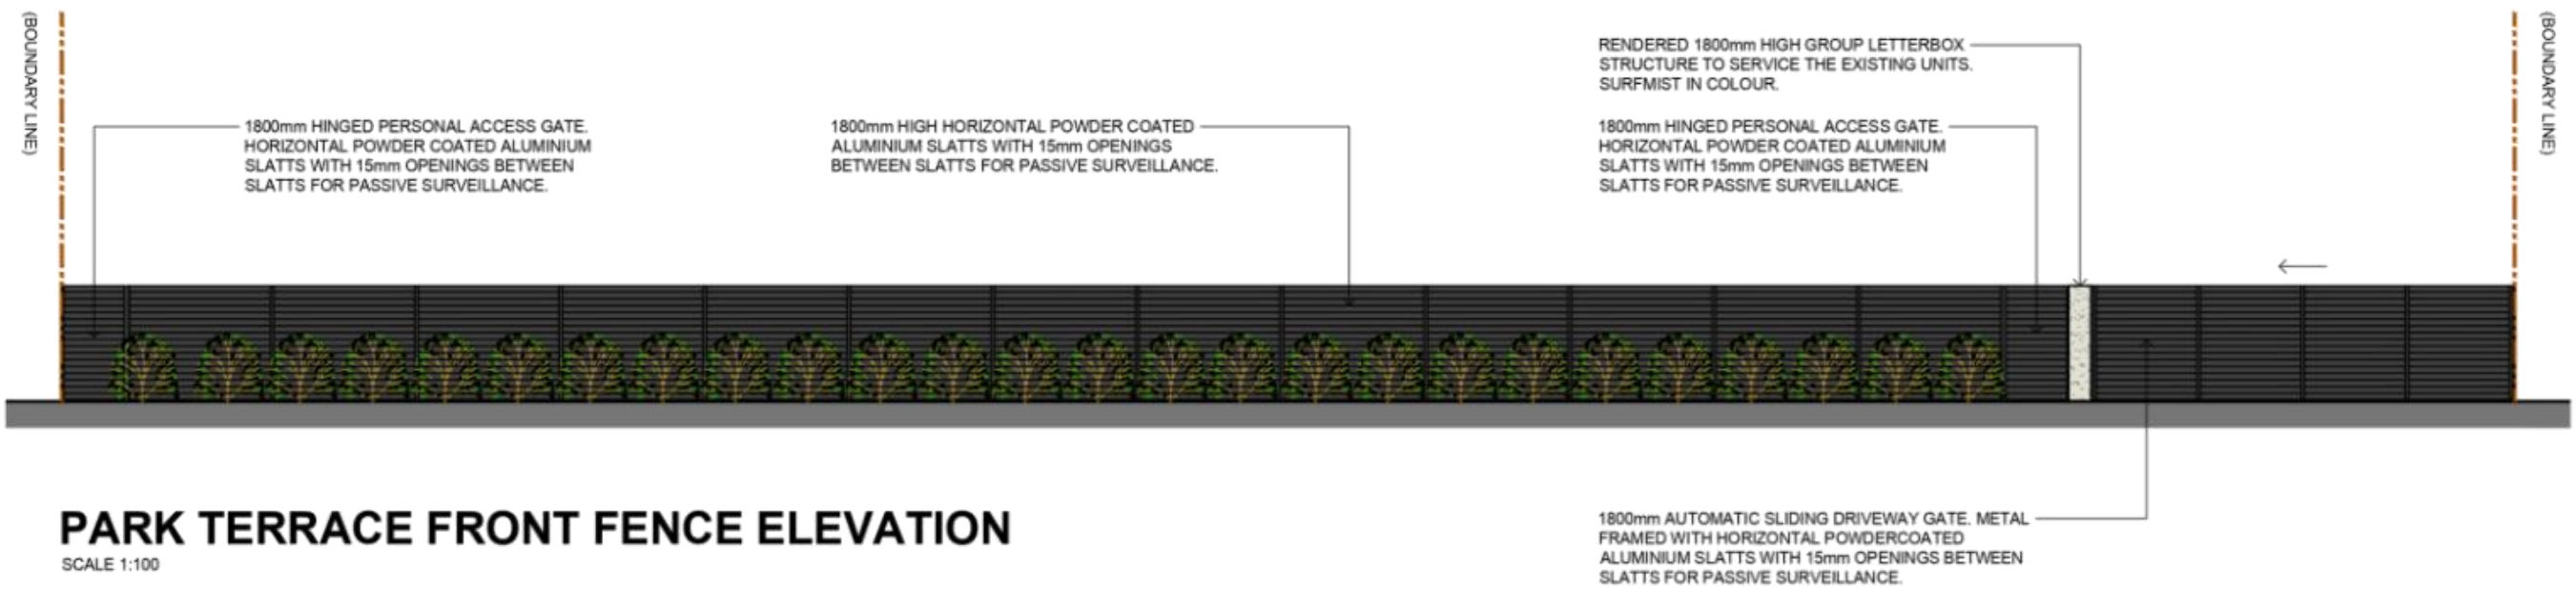 (BOUNDARY LINE)
1800mm HINGED PERSONAL ACCESS GATE.
HORIZONTAL POWDER COATED ALUMINIUM
SLATTS WITH 15mm OPENINGS BETWEEN
SLATTS FOR PASSIVE SURVEILLANCE.
1800mm HIGH HORIZONTAL POWDER COATED
ALUMINIUM SLATTS WITH 15mm OPENINGS
BETWEEN SLATTS FOR PASSIVE SURVEILLANCE.
RENDERED 1800mm HIGH GROUP LETTERBOX
STRUCTURE TO SERVICE THE EXISTING UNITS.
SURFMIST IN COLOUR.
1800mm HINGED PERSONAL ACCESS GATE.
HORIZONTAL POWDER COATED ALUMINIUM
SLATTS WITH 15mm OPENINGS BETWEEN
SLATTS FOR PASSIVE SURVEILLANCE.
(BOUNDARY LINE)
PARK TERRACE FRONT FENCE ELEVATION
SCALE 1:100
1800mm AUTOMATIC SLIDING DRIVEWAY GATE. METAL
FRAMED WITH HORIZONTAL POWDERCOATED
ALUMINIUM SLATTS WITH 15mm OPENINGS BETWEEN
SLATTS FOR PASSIVE SURVEILLANCE.